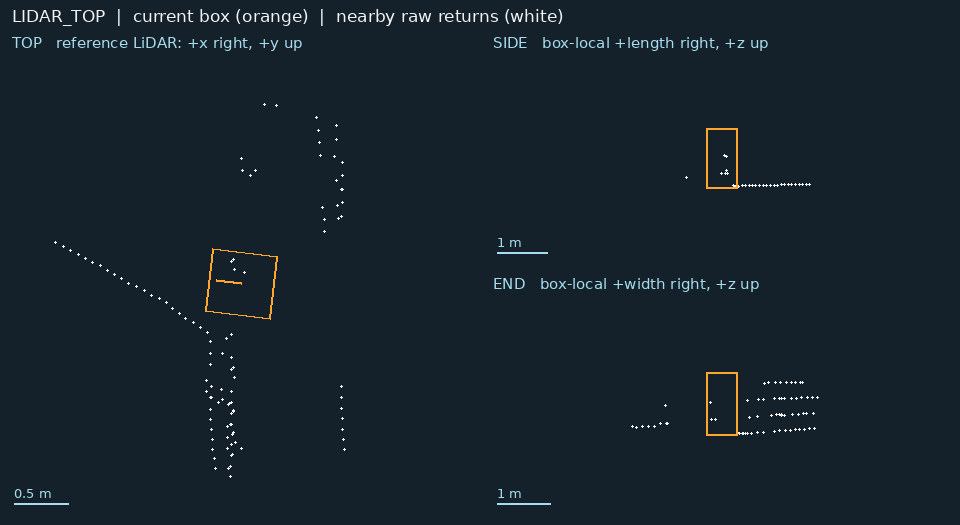 LIDAR_TOP | current box (orange) | nearby raw returns (white)
TOP reference LiDAR: +x right, +y up
SIDE box-local +length right, +z up
1 m
END box-local +width right, +z up
0.5 m
1 m